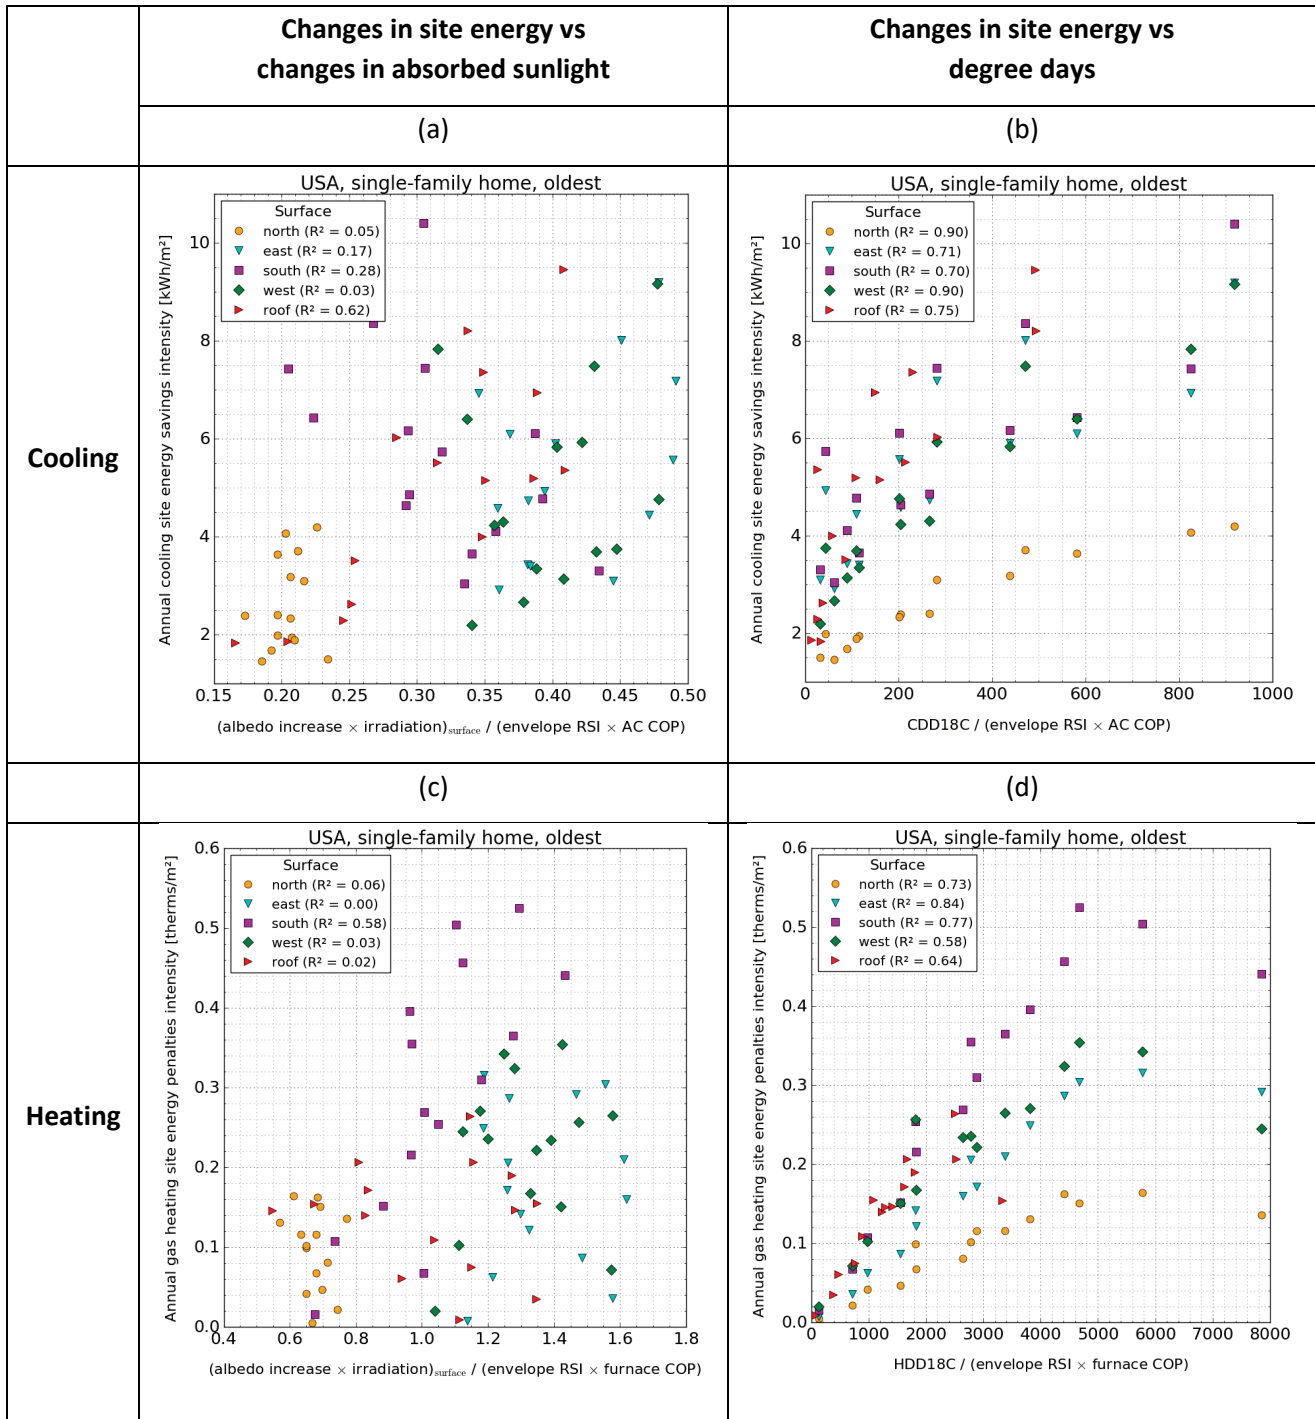 Changes in site energy vs
changes in absorbed sunlight
Changes in site energy vs
degree days
(a)
(b)
Cooling
USA, single-family home, oldest
Surface
north (R² = 0.05)
east (R² = 0.17)
south (R² = 0.28)
west (R² = 0.03)
roof (R² = 0.62)
Annual cooling site energy savings intensity [kWh/m²]
10
8
6
4
2
0.15 0.20 0.25 0.30 0.35 0.40 0.45 0.50
(albedo increase × irradiation)surface / (envelope RSI × AC COP)
USA, single-family home, oldest
Surface
north (R² = 0.90)
east (R² = 0.71)
south (R² = 0.70)
west (R² = 0.90)
roof (R² = 0.75)
Annual cooling site energy savings intensity [kWh/m²]
10
8
6
4
2
0 200 400 600 800 1000
CDD18C / (envelope RSI × AC COP)
(c)
(d)
Heating
USA, single-family home, oldest
Surface
north (R² = 0.06)
east (R² = 0.00)
south (R² = 0.58)
west (R² = 0.03)
roof (R² = 0.02)
Annual gas heating site energy penalties intensity [therms/m²]
0.6
0.5
0.4
0.3
0.2
0.1
0.0
0.4 0.6 0.8 1.0 1.2 1.4 1.6 1.8
(albedo increase × irradiation)surface / (envelope RSI × furnace COP)
USA, single-family home, oldest
Surface
north (R² = 0.73)
east (R² = 0.84)
south (R² = 0.77)
west (R² = 0.58)
roof (R² = 0.64)
Annual gas heating site energy penalties intensity [therms/m²]
0.6
0.5
0.4
0.3
0.2
0.1
0.0
0 1000 2000 3000 4000 5000 6000 7000 8000
HDD18C / (envelope RSI × furnace COP)